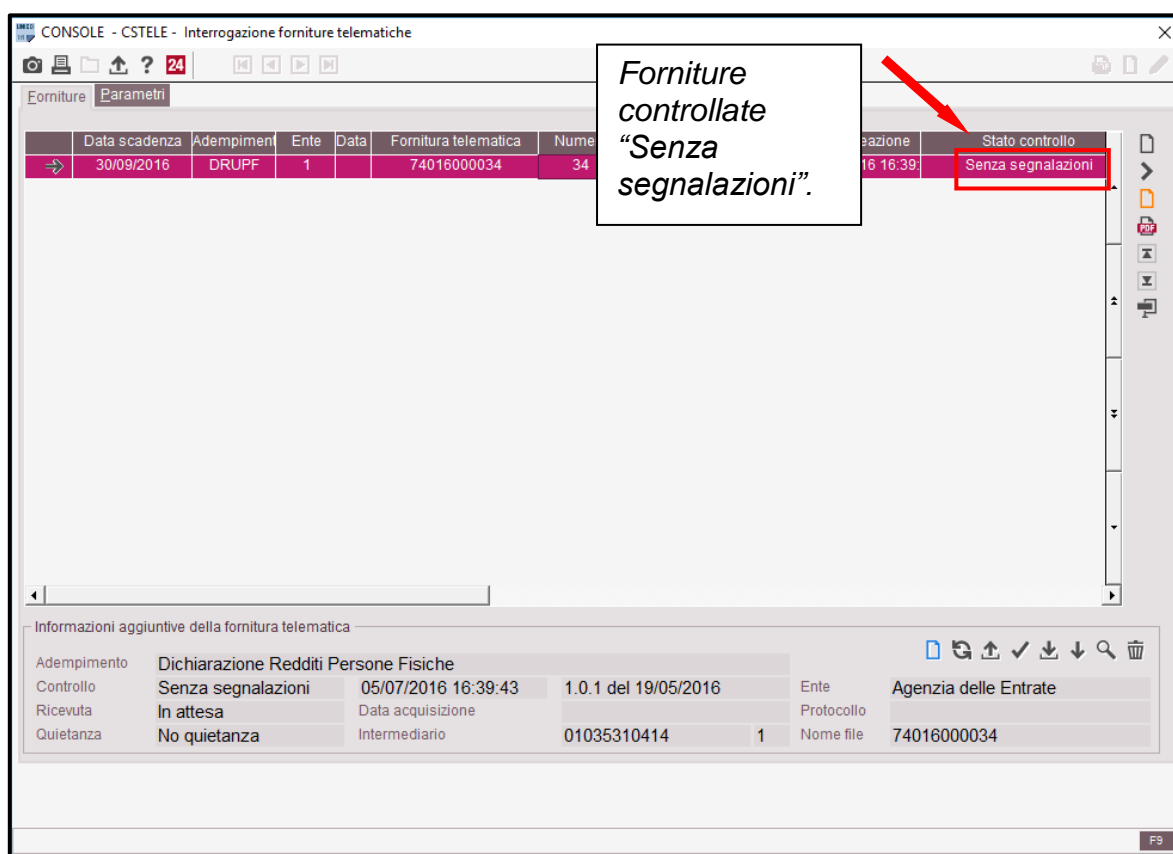 CONSOLE - CSTELE - Interrogazione forniture telematiche
? 24
Forniture Parametri
Forniture
controllate
“Senza
segnalazioni”.
Data scadenza Adempiment Ente Data Fornitura telematica Nume eazione Stato controllo
30/09/2016 DRUPF 1 74016000034 34 16 16:39: Senza segnalazioni
PDF
Informazioni aggiuntive della fornitura telematica
Adempimento Dichiarazione Redditi Persone Fisiche
Controllo Senza segnalazioni 05/07/2016 16:39:43 1.0.1 del 19/05/2016 Ente Agenzia delle Entrate
Ricevuta In attesa Data acquisizione Protocollo
Quietanza No quietanza Intermediario 01035310414 1 Nome file 74016000034
F9